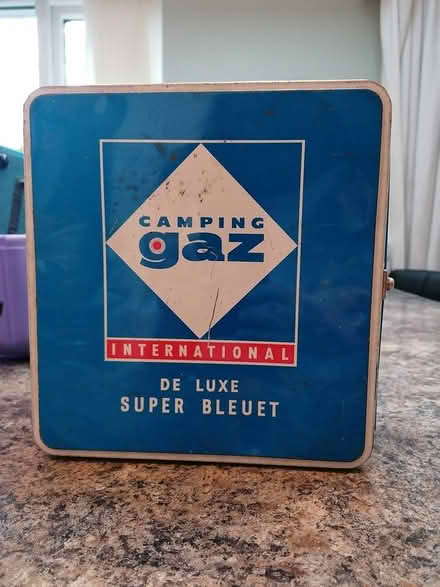 CAMPING
gaz
INTERNATIONAL
DE LUXE
SUPER BLEUET